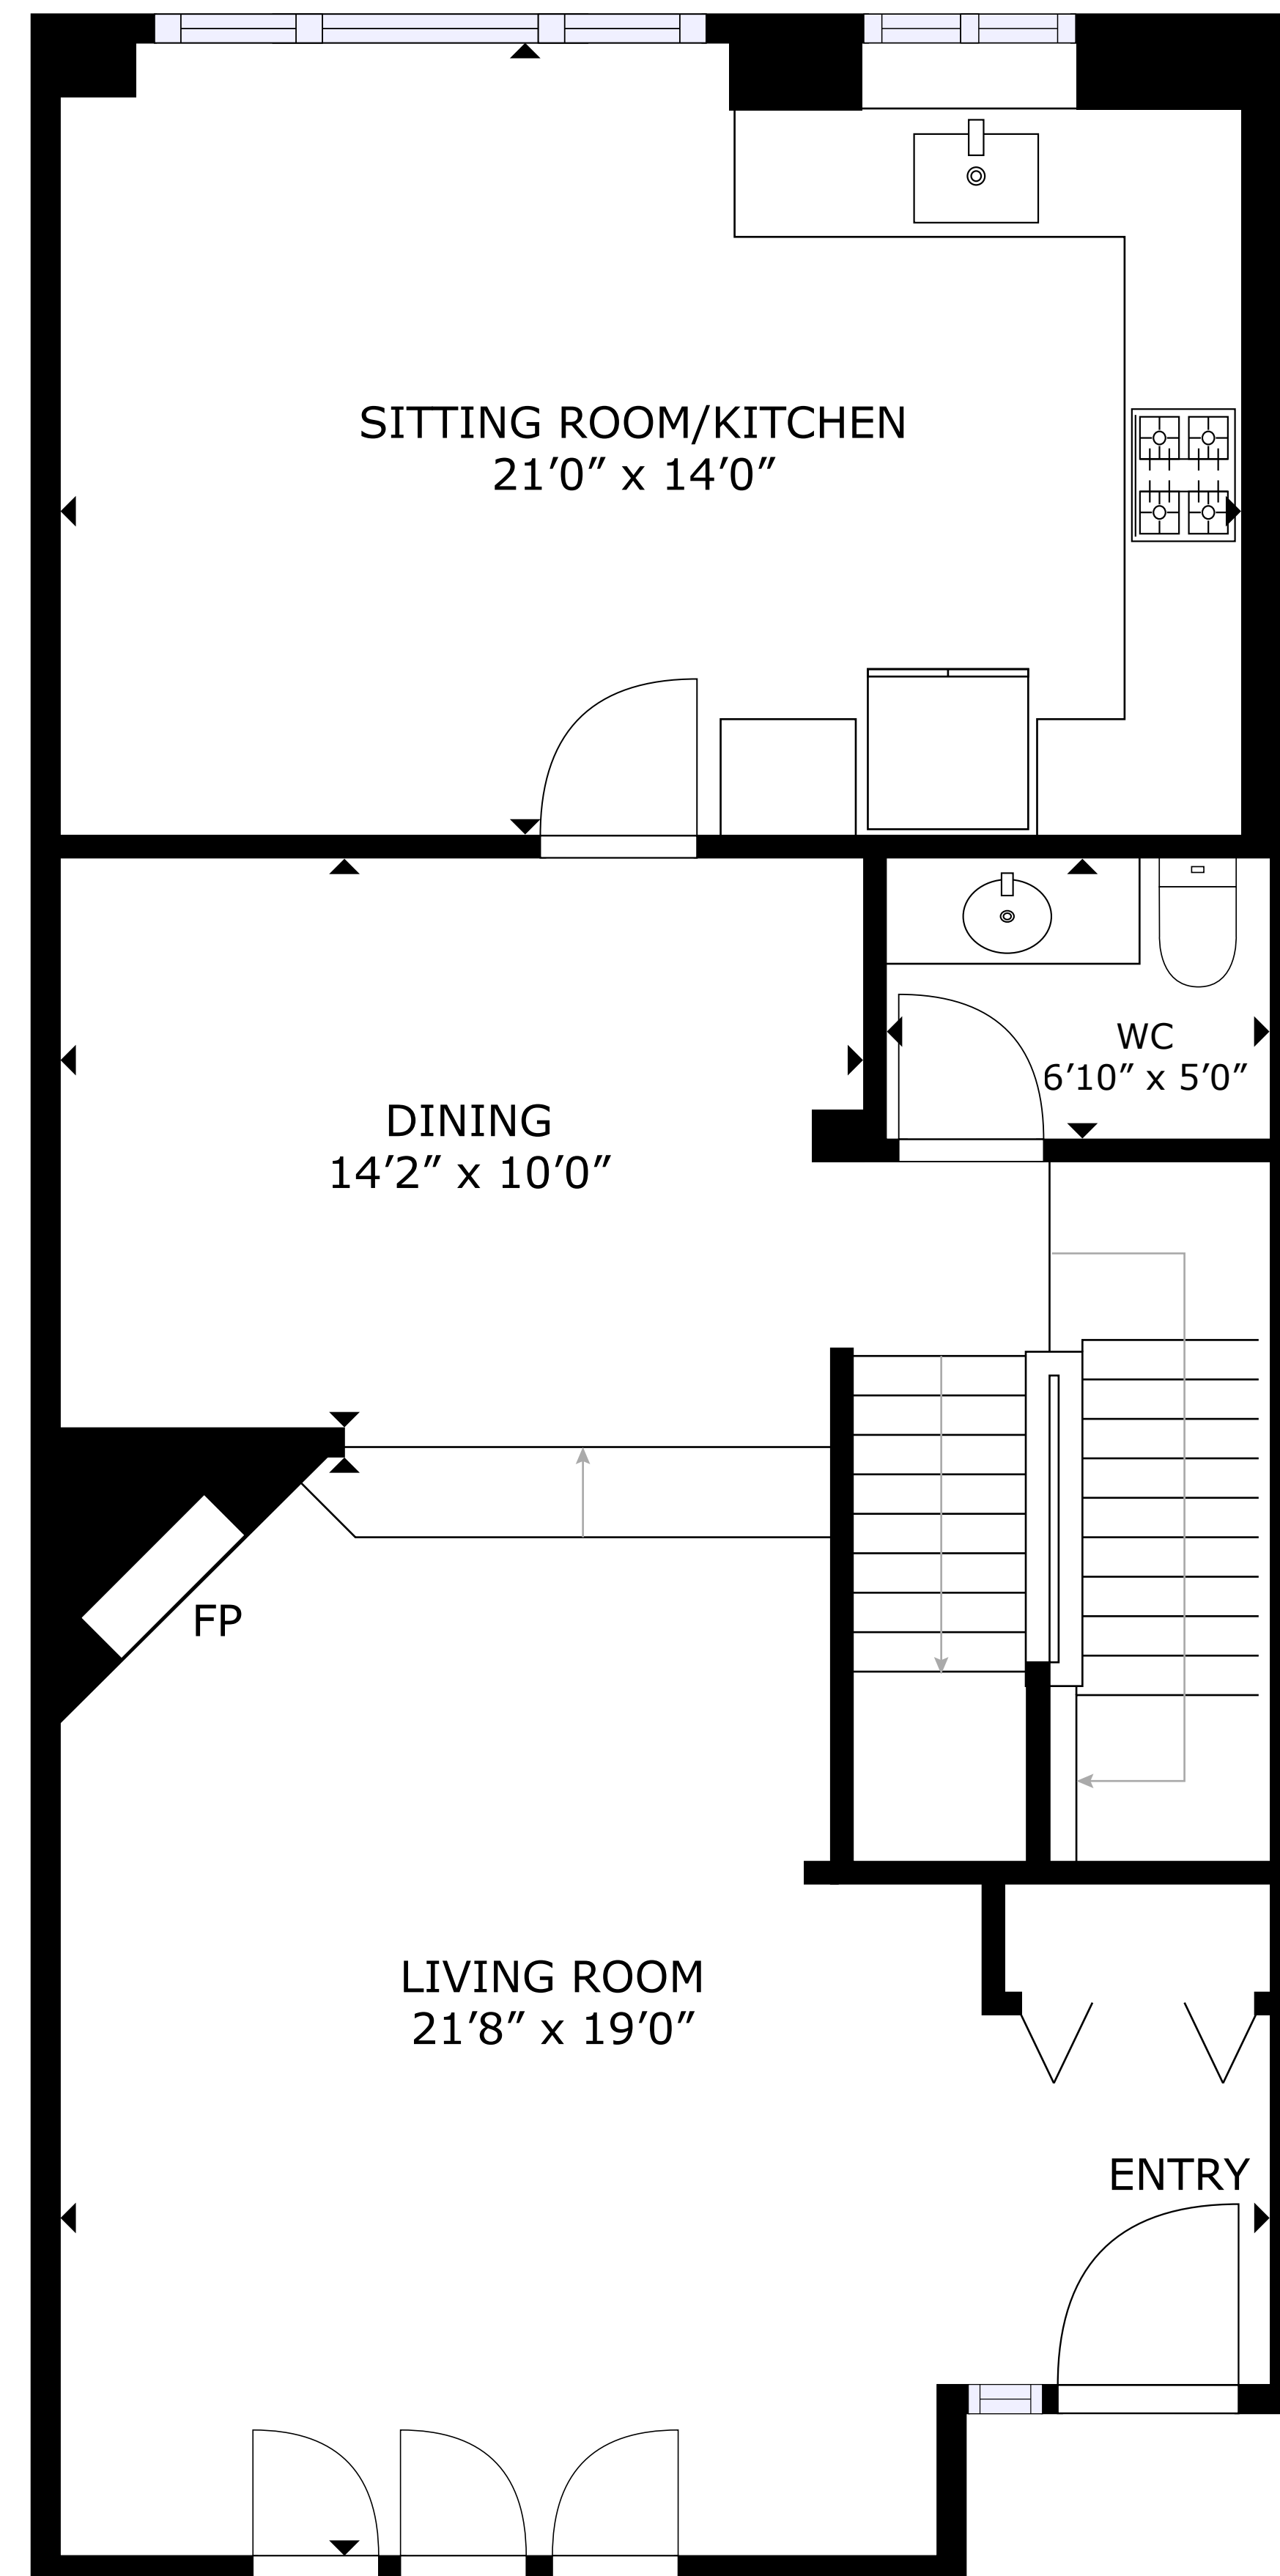 SITTING ROOM/KITCHEN
21′0″ x 14′0″
WC
6′10″ x 5′0″
DINING
14′2″ x 10′0″
FP
LIVING ROOM
21′8″ x 19′0″
ENTRY